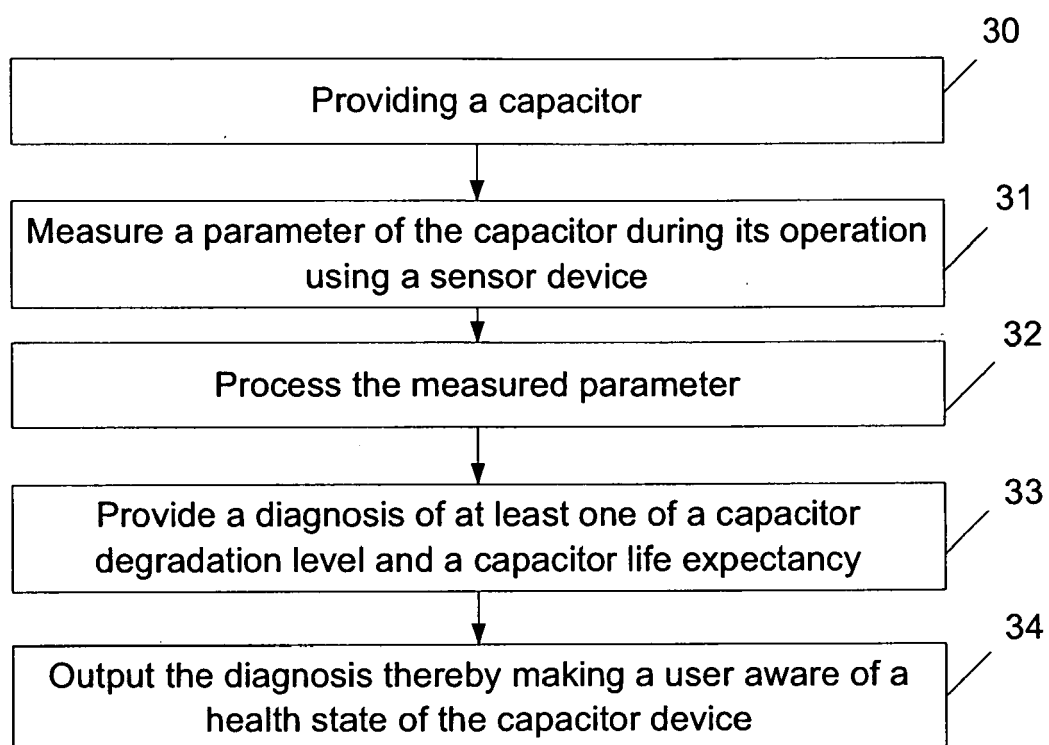 30
Providing a capacitor
31
Measure a parameter of the capacitor during its operation
using a sensor device
32
Process the measured parameter
33
Provide a diagnosis of at least one of a capacitor
degradation level and a capacitor life expectancy
34
Output the diagnosis thereby making a user aware of a
health state of the capacitor device